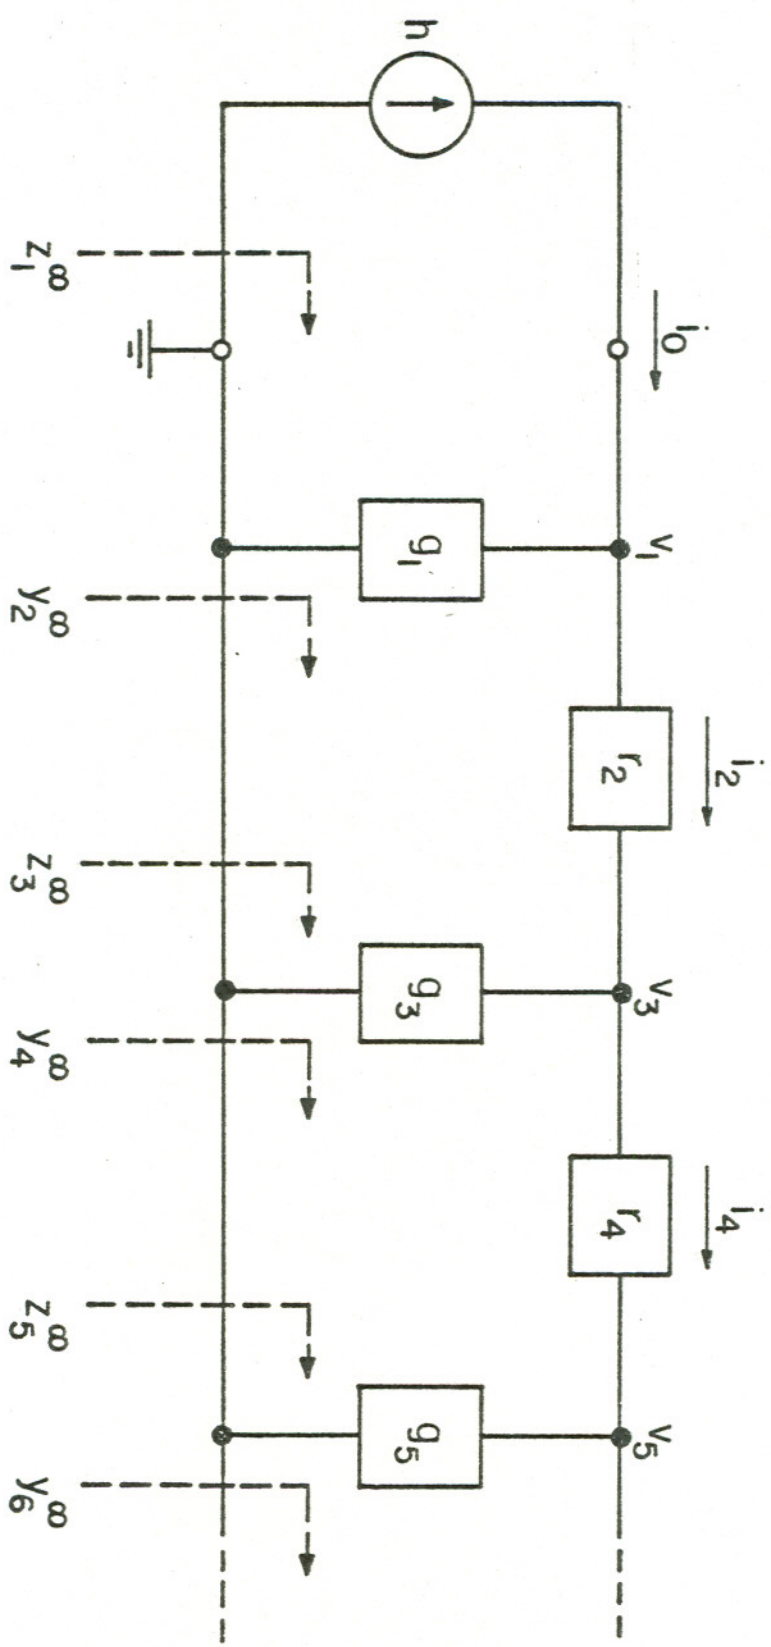 h
i₀
v₁
i₂
v₃
i₄
v₅
g₁
r₂
g₃
r₄
g₅
z₁^∞
y₂^∞
z₃^∞
y₄^∞
z₅^∞
y₆^∞